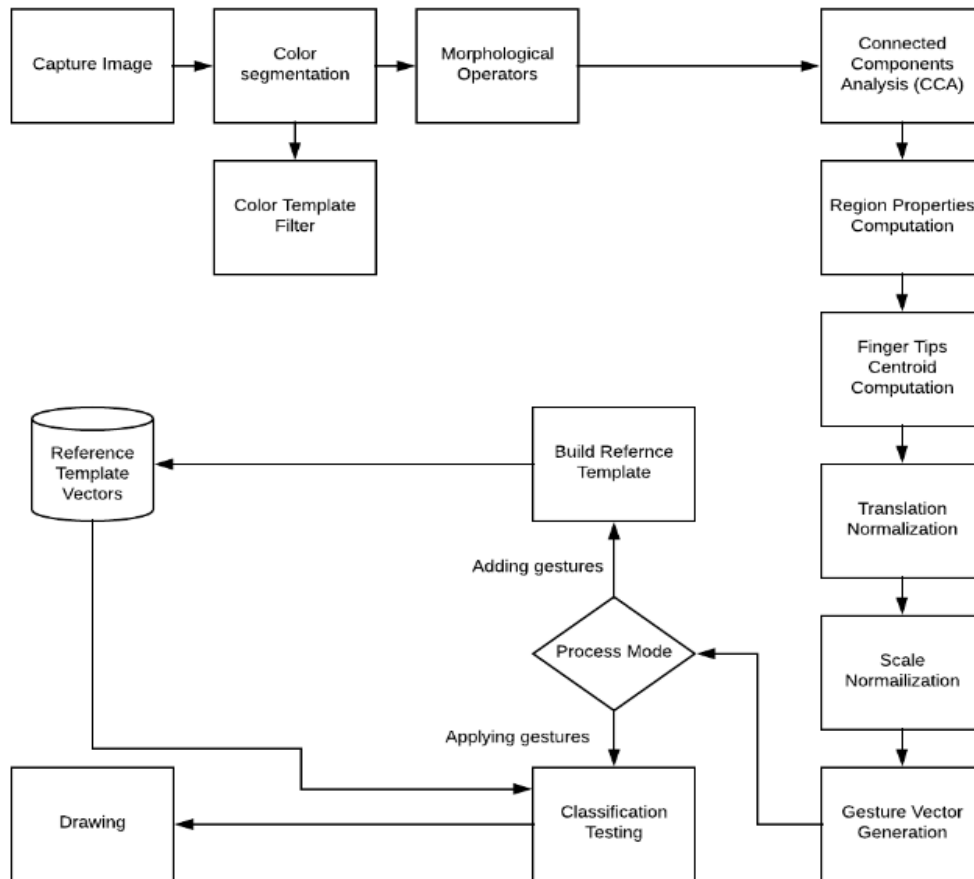 Capture Image
Color
segmentation
Morphological
Operators
Connected
Components
Analysis (CCA)
Color Template
Filter
Region Properties
Computation
Finger Tips
Centroid
Computation
Reference
Template
Vectors
Build Refernce
Template
Translation
Normalization
Adding gestures
Process Mode
Scale
Normailization
Applying gestures
Drawing
Classification
Testing
Gesture Vector
Generation